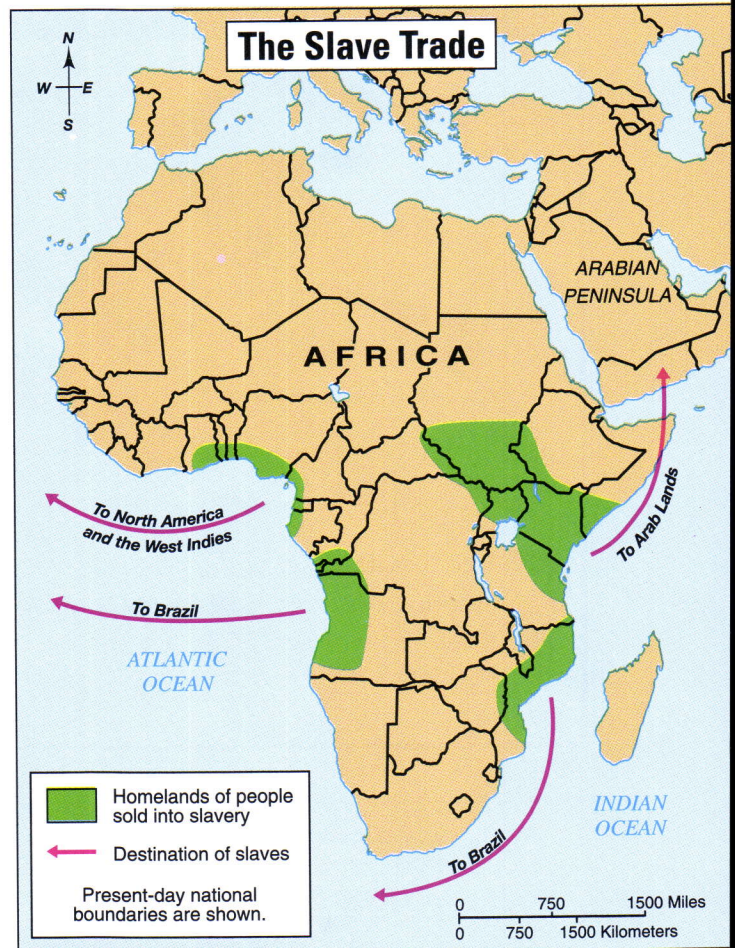 The Slave Trade
N
W E
S
ARABIAN
PENINSULA
AFRICA
To North America
and the West Indies
To Arab Lands
To Brazil
ATLANTIC
OCEAN
INDIAN
OCEAN
To Brazil
Homelands of people
sold into slavery
Destination of slaves
Present-day national
boundaries are shown.
0 750 1500 Miles
0 750 1500 Kilometers